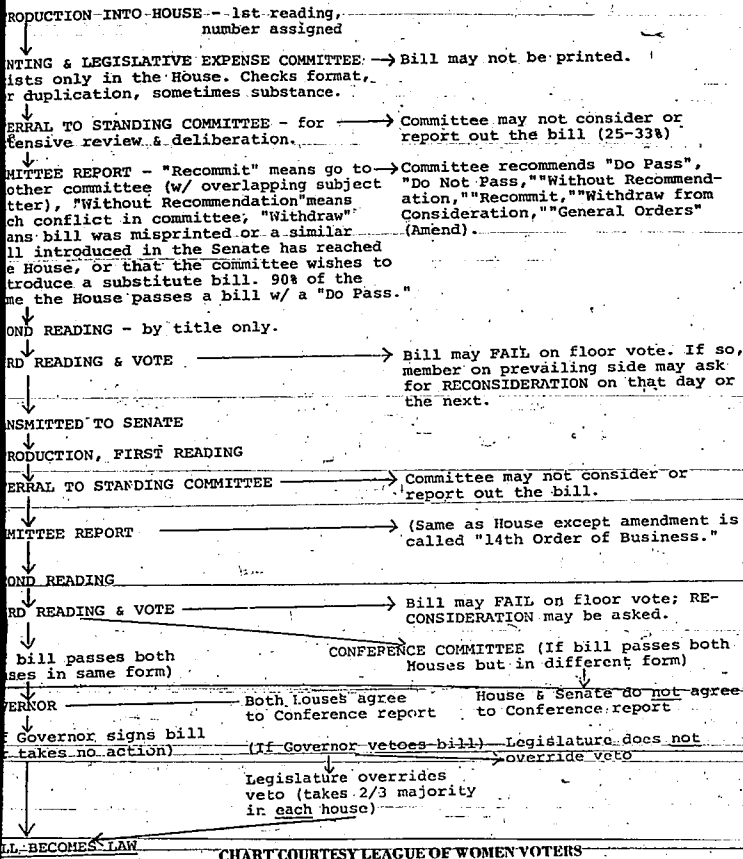 RODUCTION INTO HOUSE - 1st reading,
number assigned
NTING & LEGISLATIVE EXPENSE COMMITTEE → Bill may not be printed.
ists only in the House. Checks format,
r duplication, sometimes substance.
ERRAL TO STANDING COMMITTEE - for → Committee may not consider or
tensive review & deliberation. report out the bill (25-33%)
MITTEE REPORT - "Recommit" means go to → Committee recommends "Do Pass",
other committee (w/ overlapping subject "Do Not Pass,""Without Recommend-
tter), "Without Recommendation"means ation,""Recommit,""Withdraw from
ch conflict in committee, "Withdraw" Consideration,""General Orders"
ans bill was misprinted or a similar (Amend).
ll introduced in the Senate has reached
e House, or that the committee wishes to
troduce a substitute bill. 90% of the
me the House passes a bill w/ a "Do Pass."
OND READING - by title only.
RD READING & VOTE → Bill may FAIL on floor vote. If so,
member on prevailing side may ask
for RECONSIDERATION on that day or
the next.
NSMITTED TO SENATE
RODUCTION, FIRST READING
ERRAL TO STANDING COMMITTEE → Committee may not consider or
report out the bill.
MITTEE REPORT → (Same as House except amendment is
called "14th Order of Business."
OND READING
RD READING & VOTE → Bill may FAIL on floor vote; RE-
CONSIDERATION may be asked.
f bill passes both CONFERENCE COMMITTEE (If bill passes both
uses in same form) Houses but in different form)
VERNOR Both Houses agree House & Senate do not agree
to Conference report to Conference report
f Governor signs bill
r takes no action) (If Governor vetoes bill) Legislature does not
override veto
Legislature overrides
veto (takes 2/3 majority
in each house)
LL BECOMES LAW
CHART COURTESY LEAGUE OF WOMEN VOTERS